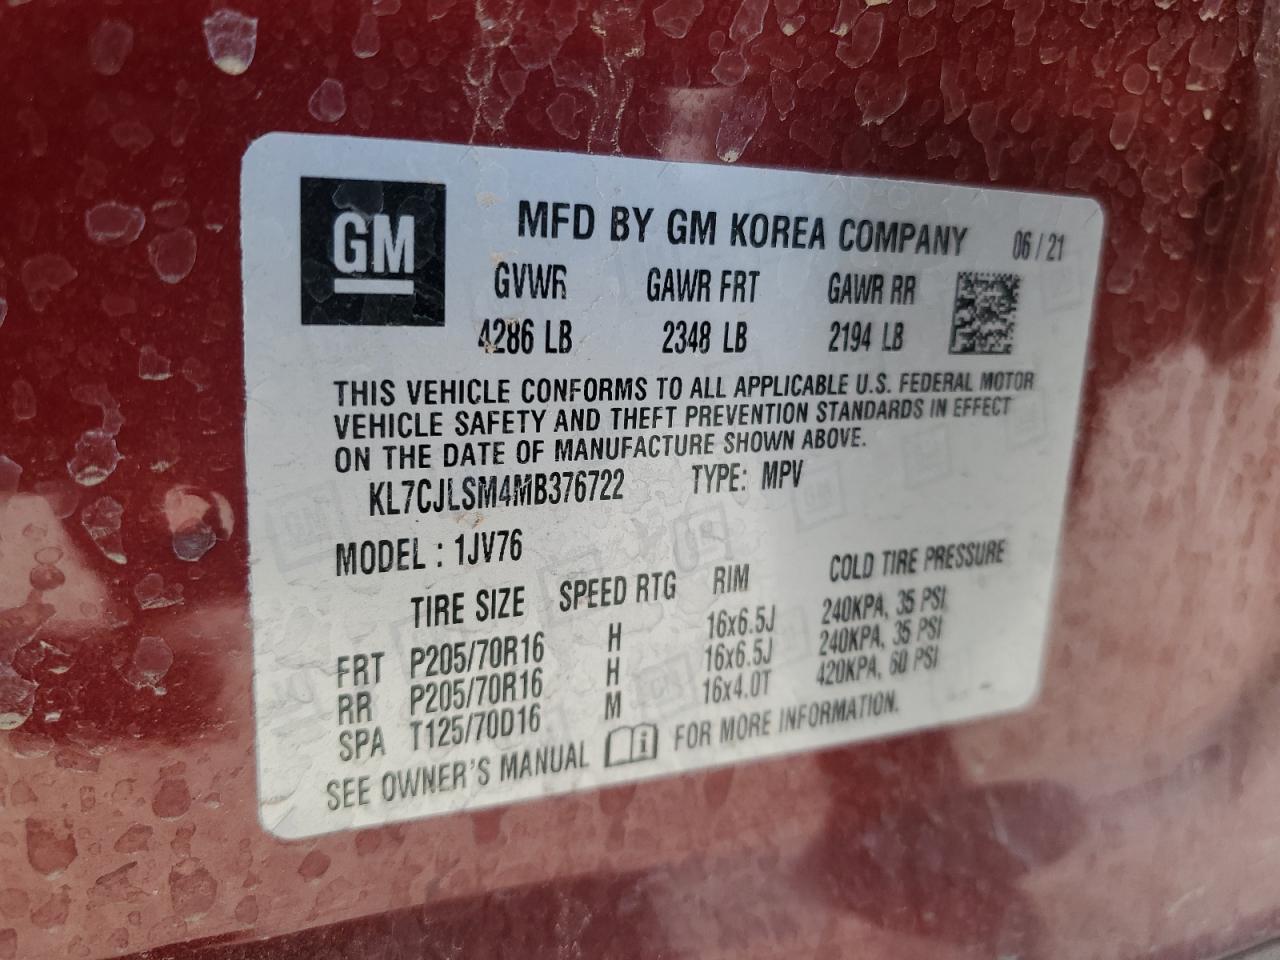 GM
MFD BY GM KOREA COMPANY 06 / 21
GVWR GAWR FRT GAWR RR
4286 LB 2348 LB 2194 LB
THIS VEHICLE CONFORMS TO ALL APPLICABLE U.S. FEDERAL MOTOR
VEHICLE SAFETY AND THEFT PREVENTION STANDARDS IN EFFECT
ON THE DATE OF MANUFACTURE SHOWN ABOVE.
KL7CJLSM4MB376722 TYPE: MPV
MODEL : 1JV76
TIRE SIZE SPEED RTG RIM COLD TIRE PRESSURE
FRT P205/70R16 H 16x6.5J 240KPA, 35 PSI
RR P205/70R16 H 16x6.5J 240KPA, 35 PSI
SPA T125/70D16 M 16x4.0T 420KPA, 60 PSI
SEE OWNER'S MANUAL FOR MORE INFORMATION.